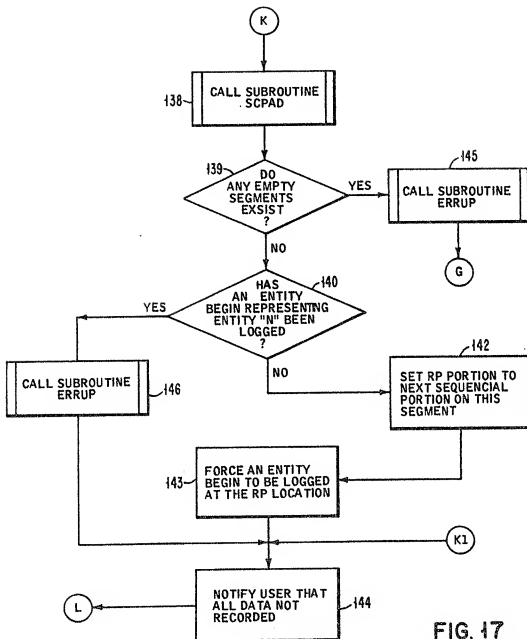 K
138
CALL SUBROUTINE
SCPAD
139
DO
ANY EMPTY
SEGMENTS
EXSIST
?
YES
145
CALL SUBROUTINE
ERRUP
G
NO
140
HAS
AN ENTITY
BEGIN REPRESENTING
ENTITY "N" BEEN
LOGGED
?
YES
CALL SUBROUTINE
ERRUP
146
NO
142
SET RP PORTION TO
NEXT SEQUENCIAL
PORTION ON THIS
SEGMENT
143
FORCE AN ENTITY
BEGIN TO BE LOGGED
AT THE RP LOCATION
K1
L
NOTIFY USER THAT
ALL DATA NOT
RECORDED
144
FIG. 17